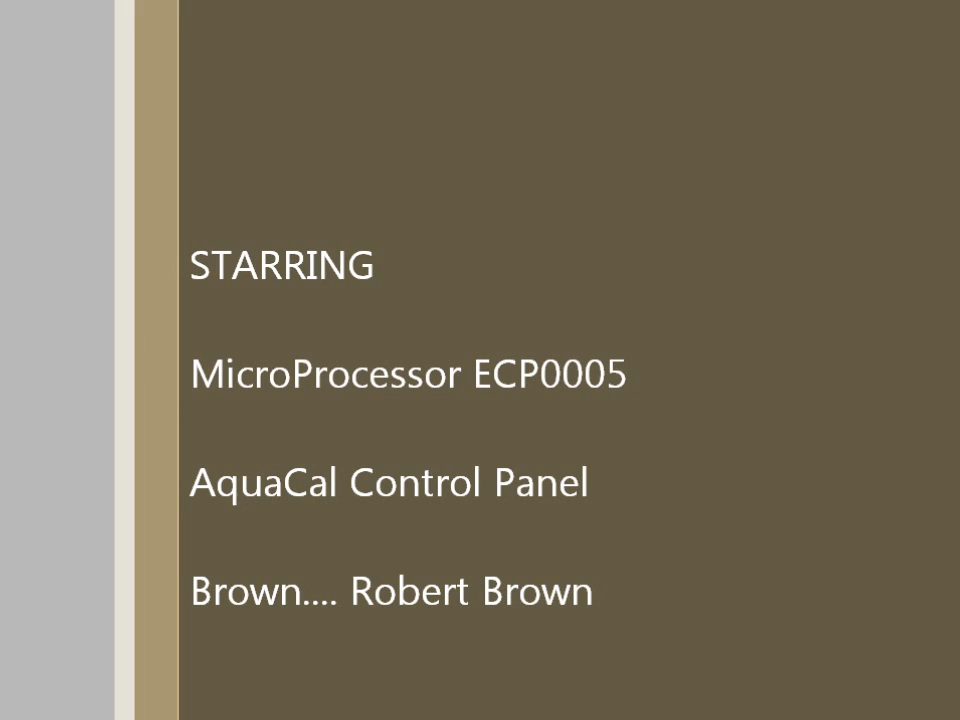 STARRING
MicroProcessor ECP0005
AquaCal Control Panel
Brown.... Robert Brown